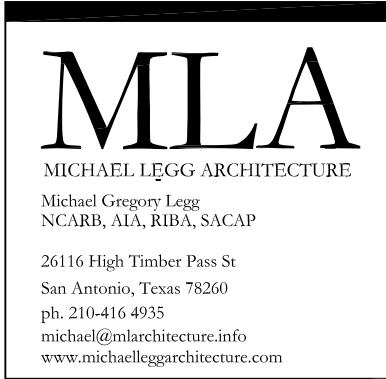 MLA
MICHAEL LEGG ARCHITECTURE
Michael Gregory Legg
NCARB, AIA, RIBA, SACAP
26116 High Timber Pass St
San Antonio, Texas 78260
ph. 210-416 4935
michael@mlarchitecture.info
www.michaelleggarchitecture.com